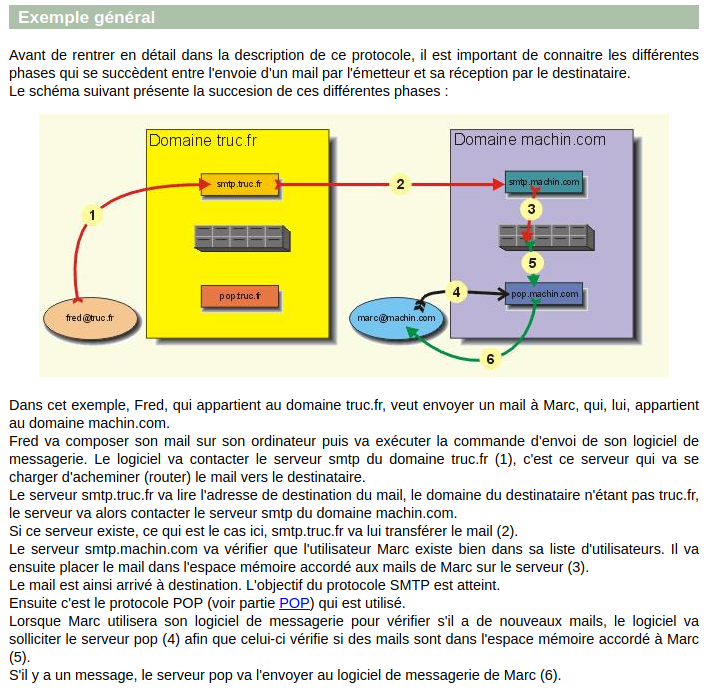 Exemple général
Avant de rentrer en détail dans la description de ce protocole, il est important de connaitre les différentes
phases qui se succèdent entre l'envoie d'un mail par l'émetteur et sa réception par le destinataire.
Le schéma suivant présente la succesion de ces différentes phases :
Domaine truc.fr
Domaine machin.com
smtp.truc.fr
2
smtp.machin.com
1
3
5
pop.truc.fr
4
pop.machin.com
fred@truc.fr
marc@machin.com
6
Dans cet exemple, Fred, qui appartient au domaine truc.fr, veut envoyer un mail à Marc, qui, lui, appartient
au domaine machin.com.
Fred va composer son mail sur son ordinateur puis va exécuter la commande d'envoi de son logiciel de
messagerie. Le logiciel va contacter le serveur smtp du domaine truc.fr (1), c'est ce serveur qui va se
charger d'acheminer (router) le mail vers le destinataire.
Le serveur smtp.truc.fr va lire l'adresse de destination du mail, le domaine du destinataire n'étant pas truc.fr,
le serveur va alors contacter le serveur smtp du domaine machin.com.
Si ce serveur existe, ce qui est le cas ici, smtp.truc.fr va lui transférer le mail (2).
Le serveur smtp.machin.com va vérifier que l'utilisateur Marc existe bien dans sa liste d'utilisateurs. Il va
ensuite placer le mail dans l'espace mémoire accordé aux mails de Marc sur le serveur (3).
Le mail est ainsi arrivé à destination. L'objectif du protocole SMTP est atteint.
Ensuite c'est le protocole POP (voir partie POP) qui est utilisé.
Lorsque Marc utilisera son logiciel de messagerie pour vérifier s'il a de nouveaux mails, le logiciel va
solliciter le serveur pop (4) afin que celui-ci vérifie si des mails sont dans l'espace mémoire accordé à Marc
(5).
S'il y a un message, le serveur pop va l'envoyer au logiciel de messagerie de Marc (6).